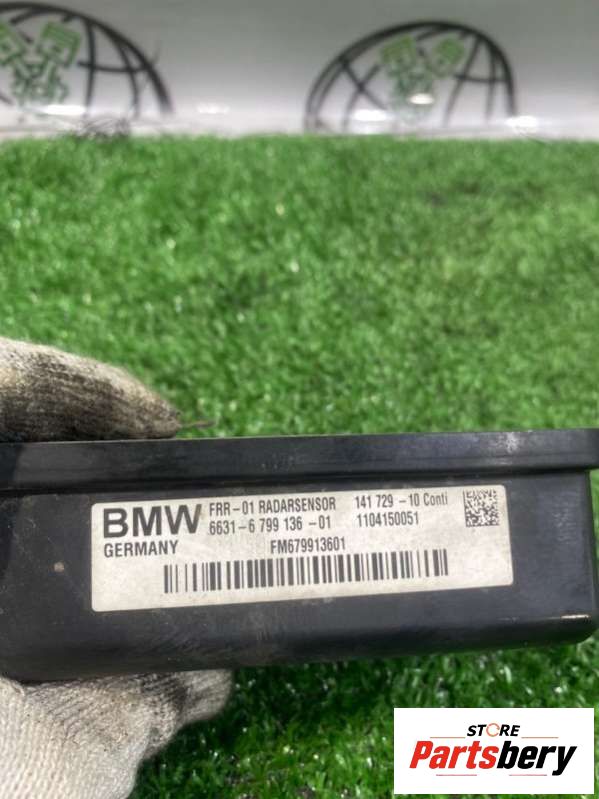 BMW
GERMANY
FRR-01 RADARSENSOR 141 729-10 Conti
6631-6 799 136-01 1104150051
FM679913601
STORE
Partsbery